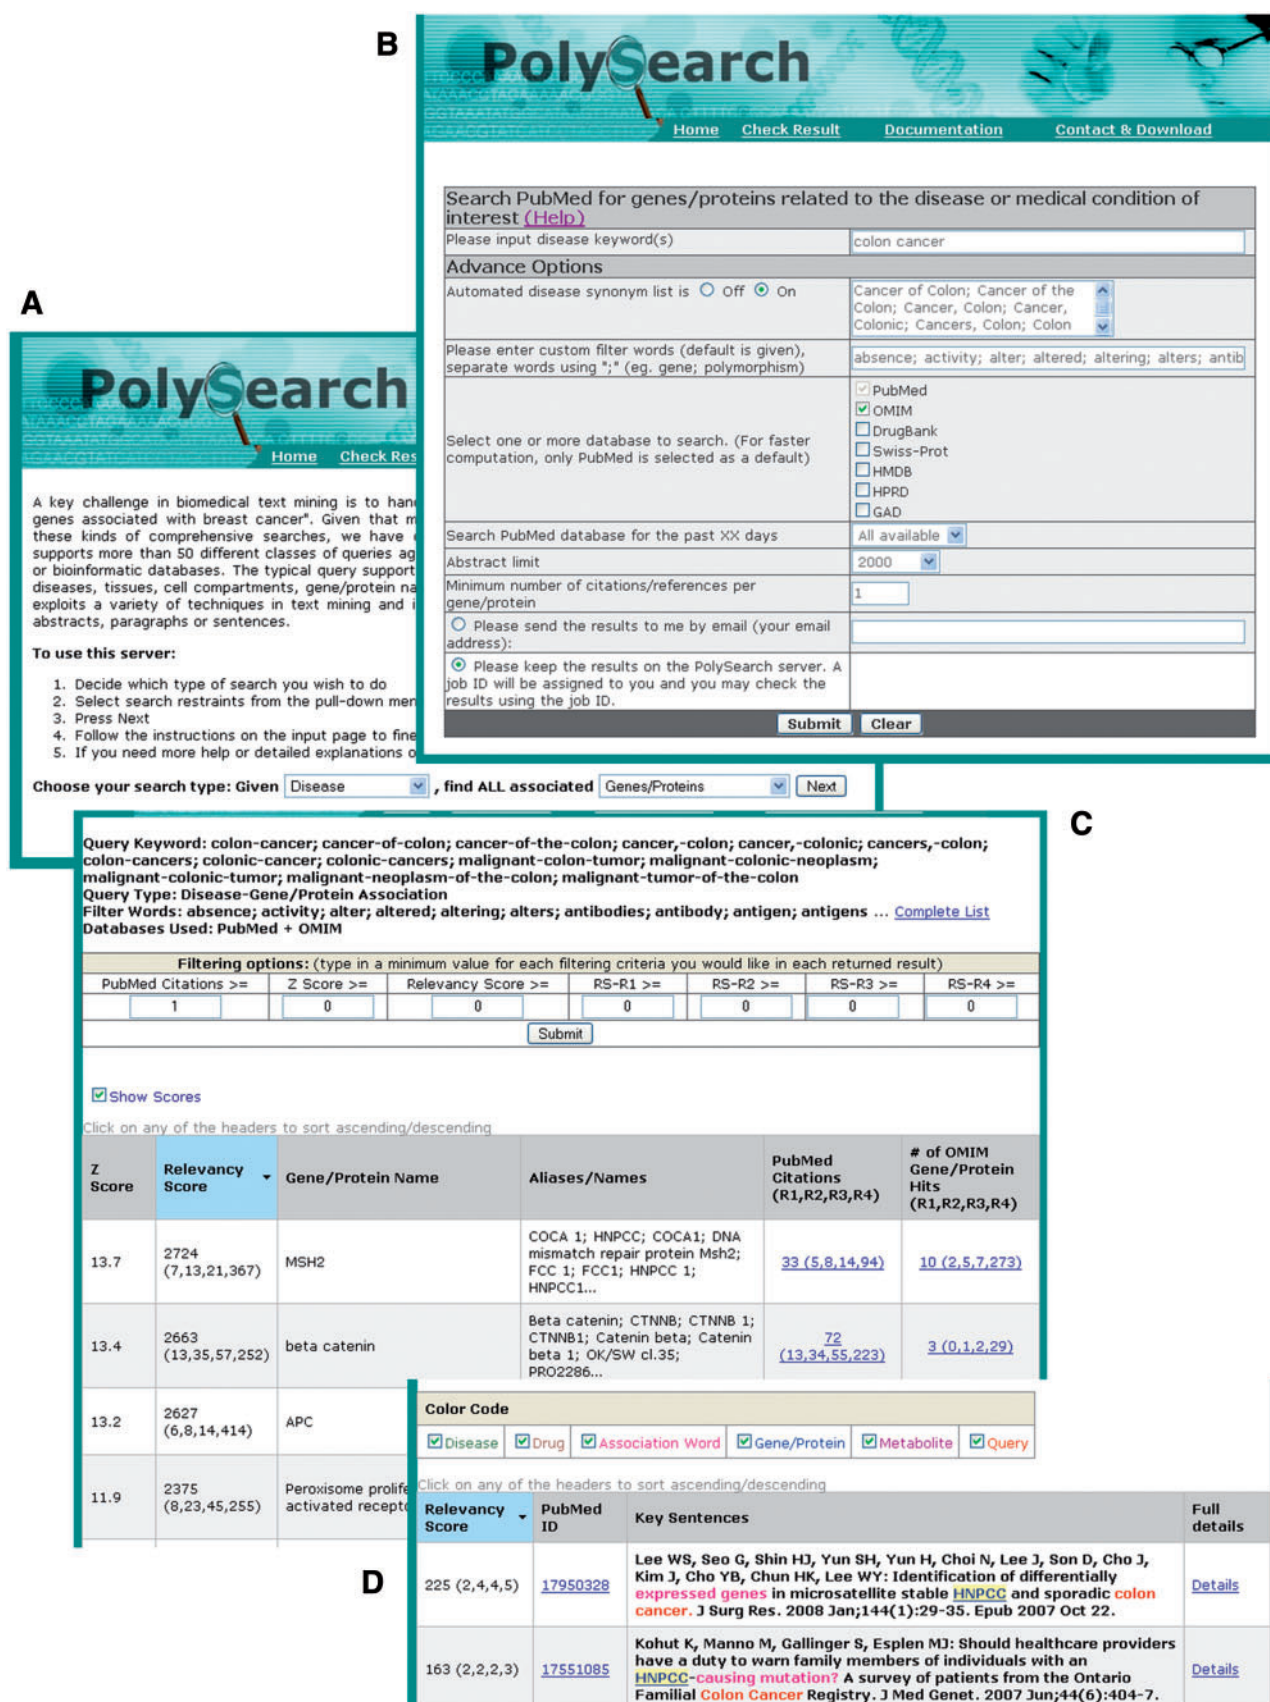 B
PolySearch
Home Check Result Documentation Contact & Download
Search PubMed for genes/proteins related to the disease or medical condition of
interest (Help)
Please input disease keyword(s) colon cancer
Advance Options
Automated disease synonym list is Off On
Cancer of Colon; Cancer of the
Colon; Cancer, Colon; Cancer,
Colonic; Cancers, Colon; Colon
Please enter custom filter words (default is given),
separate words using ";" (eg. gene; polymorphism)
absence; activity; alter; altered; altering; alters; antib
Select one or more database to search. (For faster
computation, only PubMed is selected as a default)
PubMed
OMIM
DrugBank
Swiss-Prot
HMDB
HPRD
GAD
Search PubMed database for the past XX days All available
Abstract limit 2000
Minimum number of citations/references per
gene/protein
1
Please send the results to me by email (your email
address):
Please keep the results on the PolySearch server. A
job ID will be assigned to you and you may check the
results using the job ID.
Submit Clear
A
PolySearch
Home Check Res
A key challenge in biomedical text mining is to han
genes associated with breast cancer". Given that m
these kinds of comprehensive searches, we have
supports more than 50 different classes of queries ag
or bioinformatic databases. The typical query support
diseases, tissues, cell compartments, gene/protein na
exploits a variety of techniques in text mining and i
abstracts, paragraphs or sentences.
To use this server:
1. Decide which type of search you wish to do
2. Select search restraints from the pull-down men
3. Press Next
4. Follow the instructions on the input page to fine
5. If you need more help or detailed explanations o
Choose your search type: Given Disease , find ALL associated Genes/Proteins Next
C
Query Keyword: colon-cancer; cancer-of-colon; cancer-of-the-colon; cancer,-colon; cancer,-colonic; cancers,-colon;
colon-cancers; colonic-cancer; colonic-cancers; malignant-colon-tumor; malignant-colonic-neoplasm;
malignant-colonic-tumor; malignant-neoplasm-of-the-colon; malignant-tumor-of-the-colon
Query Type: Disease-Gene/Protein Association
Filter Words: absence; activity; alter; altered; altering; alters; antibodies; antibody; antigen; antigens ... Complete List
Databases Used: PubMed + OMIM
Filtering options: (type in a minimum value for each filtering criteria you would like in each returned result)
PubMed Citations >= Z Score >= Relevancy Score >= RS-R1 >= RS-R2 >= RS-R3 >= RS-R4 >=
1 0 0 0 0 0 0
Submit
Show Scores
Click on any of the headers to sort ascending/descending
Z
Score
Relevancy
Score
Gene/Protein Name
Aliases/Names
PubMed
Citations
(R1,R2,R3,R4)
# of OMIM
Gene/Protein
Hits
(R1,R2,R3,R4)
13.7
2724
(7,13,21,367)
MSH2
COCA 1; HNPCC; COCA1; DNA
mismatch repair protein Msh2;
FCC 1; FCC1; HNPCC 1;
HNPCC1...
33 (5,8,14,94)
10 (2,5,7,273)
13.4
2663
(13,35,57,252)
beta catenin
Beta catenin; CTNNB; CTNNB 1;
CTNNB1; Catenin beta; Catenin
beta 1; OK/SW cl.35;
PRO2286...
72
(13,34,55,223)
3 (0,1,2,29)
13.2
2627
(6,8,14,414)
APC
11.9
2375
(8,23,45,255)
Peroxisome prolife
activated recepto
D
Color Code
Disease Drug Association Word Gene/Protein Metabolite Query
Click on any of the headers to sort ascending/descending
Relevancy
Score
PubMed
ID
Key Sentences
Full
details
225 (2,4,4,5)
17950328
Lee WS, Seo G, Shin HJ, Yun SH, Yun H, Choi N, Lee J, Son D, Cho J,
Kim J, Cho YB, Chun HK, Lee WY: Identification of differentially
expressed genes in microsatellite stable HNPCC and sporadic colon
cancer. J Surg Res. 2008 Jan;144(1):29-35. Epub 2007 Oct 22.
Details
163 (2,2,2,3)
17551085
Kohut K, Manno M, Gallinger S, Esplen MJ: Should healthcare providers
have a duty to warn family members of individuals with an
HNPCC-causing mutation? A survey of patients from the Ontario
Familial Colon Cancer Registry. J Med Genet. 2007 Jun;44(6):404-7.
Details